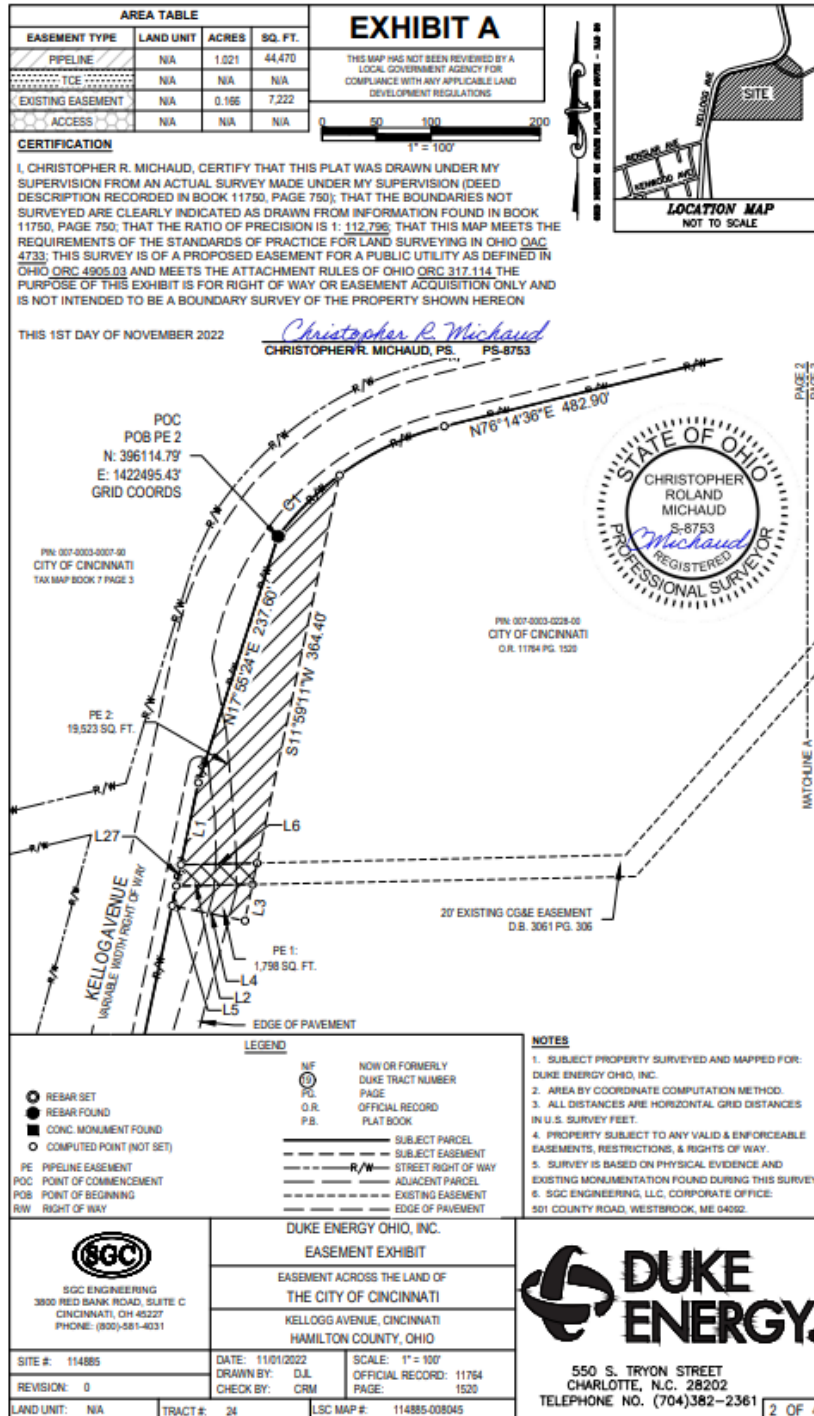 AREA TABLE
EASEMENT TYPE LAND UNIT ACRES SQ. FT.
PIPELINE N/A 1.021 44,470
TCE N/A N/A N/A
EXISTING EASEMENT N/A 0.166 7,222
ACCESS N/A N/A N/A
EXHIBIT A
THIS MAP HAS NOT BEEN REVIEWED BY A
LOCAL GOVERNMENT AGENCY FOR
COMPLIANCE WITH ANY APPLICABLE LAND
DEVELOPMENT REGULATIONS
0 50 100 200
1" = 100'
KELLOGG AVE
SITE
KENWOOD AVE
LOCATION MAP
NOT TO SCALE
CERTIFICATION
I, CHRISTOPHER R. MICHAUD, CERTIFY THAT THIS PLAT WAS DRAWN UNDER MY
SUPERVISION FROM AN ACTUAL SURVEY MADE UNDER MY SUPERVISION (DEED
DESCRIPTION RECORDED IN BOOK 11750, PAGE 750); THAT THE BOUNDARIES NOT
SURVEYED ARE CLEARLY INDICATED AS DRAWN FROM INFORMATION FOUND IN BOOK
11750, PAGE 750; THAT THE RATIO OF PRECISION IS 1: 112,796; THAT THIS MAP MEETS THE
REQUIREMENTS OF THE STANDARDS OF PRACTICE FOR LAND SURVEYING IN OHIO OAC
4733; THIS SURVEY IS OF A PROPOSED EASEMENT FOR A PUBLIC UTILITY AS DEFINED IN
OHIO ORC 4905.03 AND MEETS THE ATTACHMENT RULES OF OHIO ORC 317.114 THE
PURPOSE OF THIS EXHIBIT IS FOR RIGHT OF WAY OR EASEMENT ACQUISITION ONLY AND
IS NOT INTENDED TO BE A BOUNDARY SURVEY OF THE PROPERTY SHOWN HEREON
THIS 1ST DAY OF NOVEMBER 2022
Christopher R. Michaud
CHRISTOPHER R. MICHAUD, PS. PS-8753
POC
POB PE 2
N: 396114.79'
E: 1422495.43'
GRID COORDS
R/W
R/W
R/W
R/W
R/W
R/W
N76°14'36"E 482.90'
C1
PAGE 2
PAGE 3
MATCHLINE A
STATE OF OHIO
CHRISTOPHER
ROLAND
MICHAUD
S-8753
Michaud
REGISTERED
PROFESSIONAL SURVEYOR
PIN: 007-0003-0007-90
CITY OF CINCINNATI
TAX MAP BOOK 7 PAGE 3
PIN: 007-0003-0228-00
CITY OF CINCINNATI
O.R. 11764 PG. 1520
N17°55'24"E 237.60'
S11°59'11"W 364.40'
R/W
R/W
R/W
R/W
PE 2:
19,523 SQ. FT.
R/W
R/W
R/W
R/W
R/W
L27
L1
L6
L3
KELLOG AVENUE
VARIABLE WIDTH RIGHT OF WAY
20' EXISTING CG&E EASEMENT
D.B. 3061 PG. 306
PE 1:
1,798 SQ. FT.
L4
L2
L5
EDGE OF PAVEMENT
LEGEND
REBAR SET
REBAR FOUND
CONC. MONUMENT FOUND
COMPUTED POINT (NOT SET)
PE PIPELINE EASEMENT
POC POINT OF COMMENCEMENT
POB POINT OF BEGINNING
R/W RIGHT OF WAY
N/F NOW OR FORMERLY
19 DUKE TRACT NUMBER
PG. PAGE
O.R. OFFICIAL RECORD
P.B. PLAT BOOK
SUBJECT PARCEL
SUBJECT EASEMENT
R/W STREET RIGHT OF WAY
ADJACENT PARCEL
EXISTING EASEMENT
EDGE OF PAVEMENT
NOTES
1. SUBJECT PROPERTY SURVEYED AND MAPPED FOR:
DUKE ENERGY OHIO, INC.
2. AREA BY COORDINATE COMPUTATION METHOD.
3. ALL DISTANCES ARE HORIZONTAL GRID DISTANCES
IN U.S. SURVEY FEET.
4. PROPERTY SUBJECT TO ANY VALID & ENFORCEABLE
EASEMENTS, RESTRICTIONS, & RIGHTS OF WAY.
5. SURVEY IS BASED ON PHYSICAL EVIDENCE AND
EXISTING MONUMENTATION FOUND DURING THIS SURVEY
6. SGC ENGINEERING, LLC, CORPORATE OFFICE:
501 COUNTY ROAD, WESTBROOK, ME 04092.
SGC
SGC ENGINEERING
3800 RED BANK ROAD, SUITE C
CINCINNATI, OH 45227
PHONE: (800)-581-4031
DUKE ENERGY OHIO, INC.
EASEMENT EXHIBIT
EASEMENT ACROSS THE LAND OF
THE CITY OF CINCINNATI
KELLOGG AVENUE, CINCINNATI
HAMILTON COUNTY, OHIO
DUKE
ENERGY.
550 S. TRYON STREET
CHARLOTTE, N.C. 28202
TELEPHONE NO. (704)382-2361
SITE #: 114885
REVISION: 0
DATE: 11/01/2022
DRAWN BY: DJL
CHECK BY: CRM
SCALE: 1" = 100'
OFFICIAL RECORD: 11764
PAGE: 1520
LAND UNIT: N/A
TRACT #: 24
LSC MAP #: 114885-008045
2 OF 4